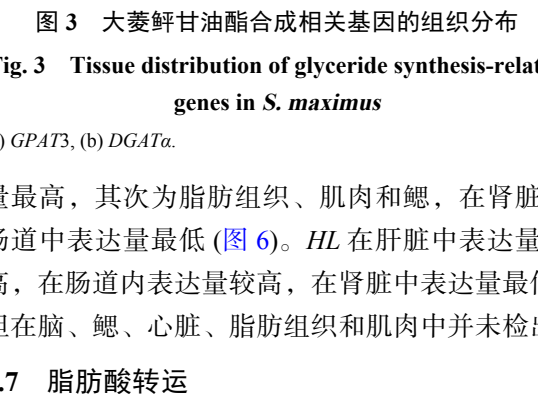 图 3 大菱鲆甘油酯合成相关基因的组织分布
Fig. 3 Tissue distribution of glyceride synthesis-relat
genes in S. maximus
) GPAT3, (b) DGATα.
量最高，其次为脂肪组织、肌肉和鳃，在肾脏
肠道中表达量最低 (图 6)。HL 在肝脏中表达量
高，在肠道内表达量较高，在肾脏中表达量最低
但在脑、鳃、心脏、脂肪组织和肌肉中并未检出
.7 脂肪酸转运